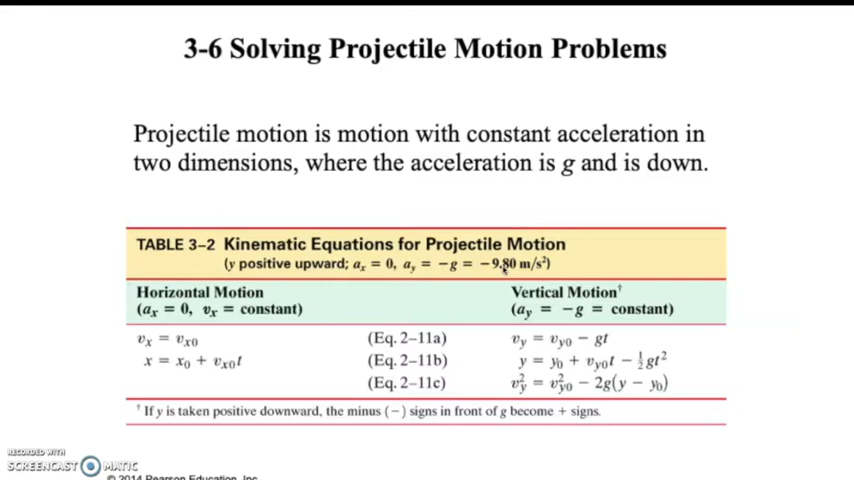 3-6 Solving Projectile Motion Problems
Projectile motion is motion with constant acceleration in
two dimensions, where the acceleration is g and is down.
TABLE 3–2 Kinematic Equations for Projectile Motion
(y positive upward; aₓ = 0, a_y = −g = −9.80 m/s²)
Horizontal Motion Vertical Motion†
(aₓ = 0, vₓ = constant) (a_y = −g = constant)
vₓ = vₓ₀ (Eq. 2–11a) v_y = v_y₀ − gt
x = x₀ + vₓ₀t (Eq. 2–11b) y = y₀ + v_y₀t − ½gt²
(Eq. 2–11c) v_y² = v_y₀² − 2g(y − y₀)
† If y is taken positive downward, the minus (−) signs in front of g become + signs.
RECORDED WITH
SCREENCAST MATIC
© 2014 Pearson Education, Inc.